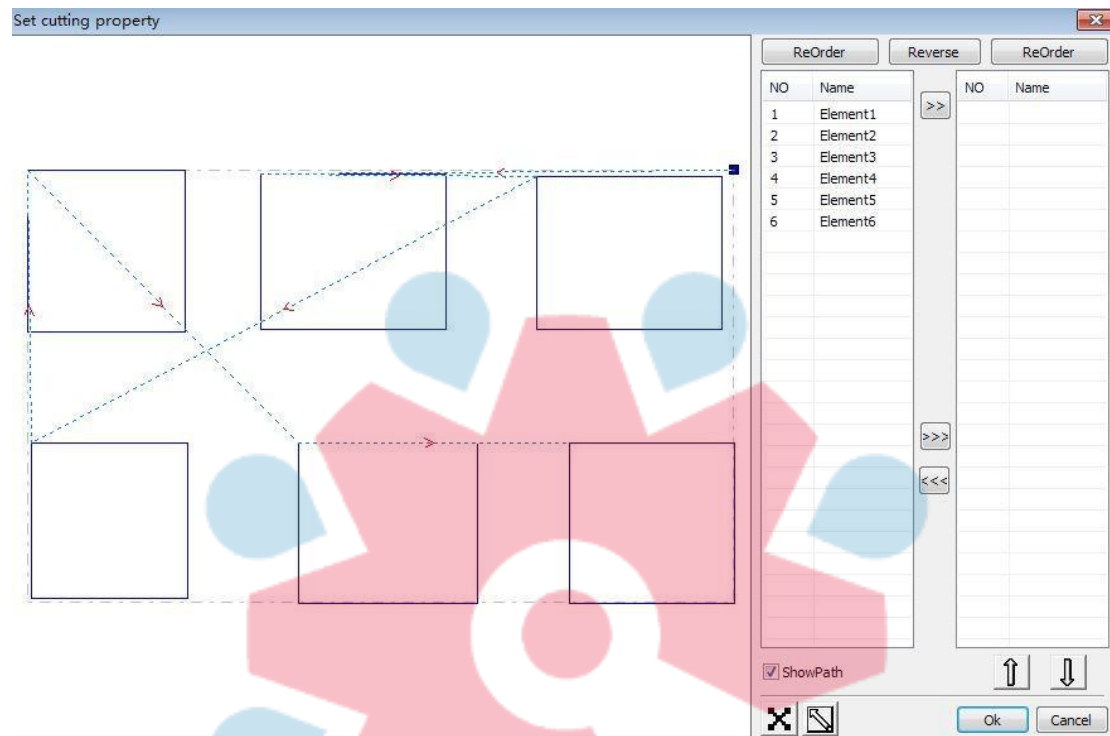 Set cutting property
ReOrder Reverse ReOrder
NO Name >> NO Name
1 Element1
2 Element2
3 Element3
4 Element4
5 Element5
6 Element6
>>>
<<<
ShowPath
Ok Cancel